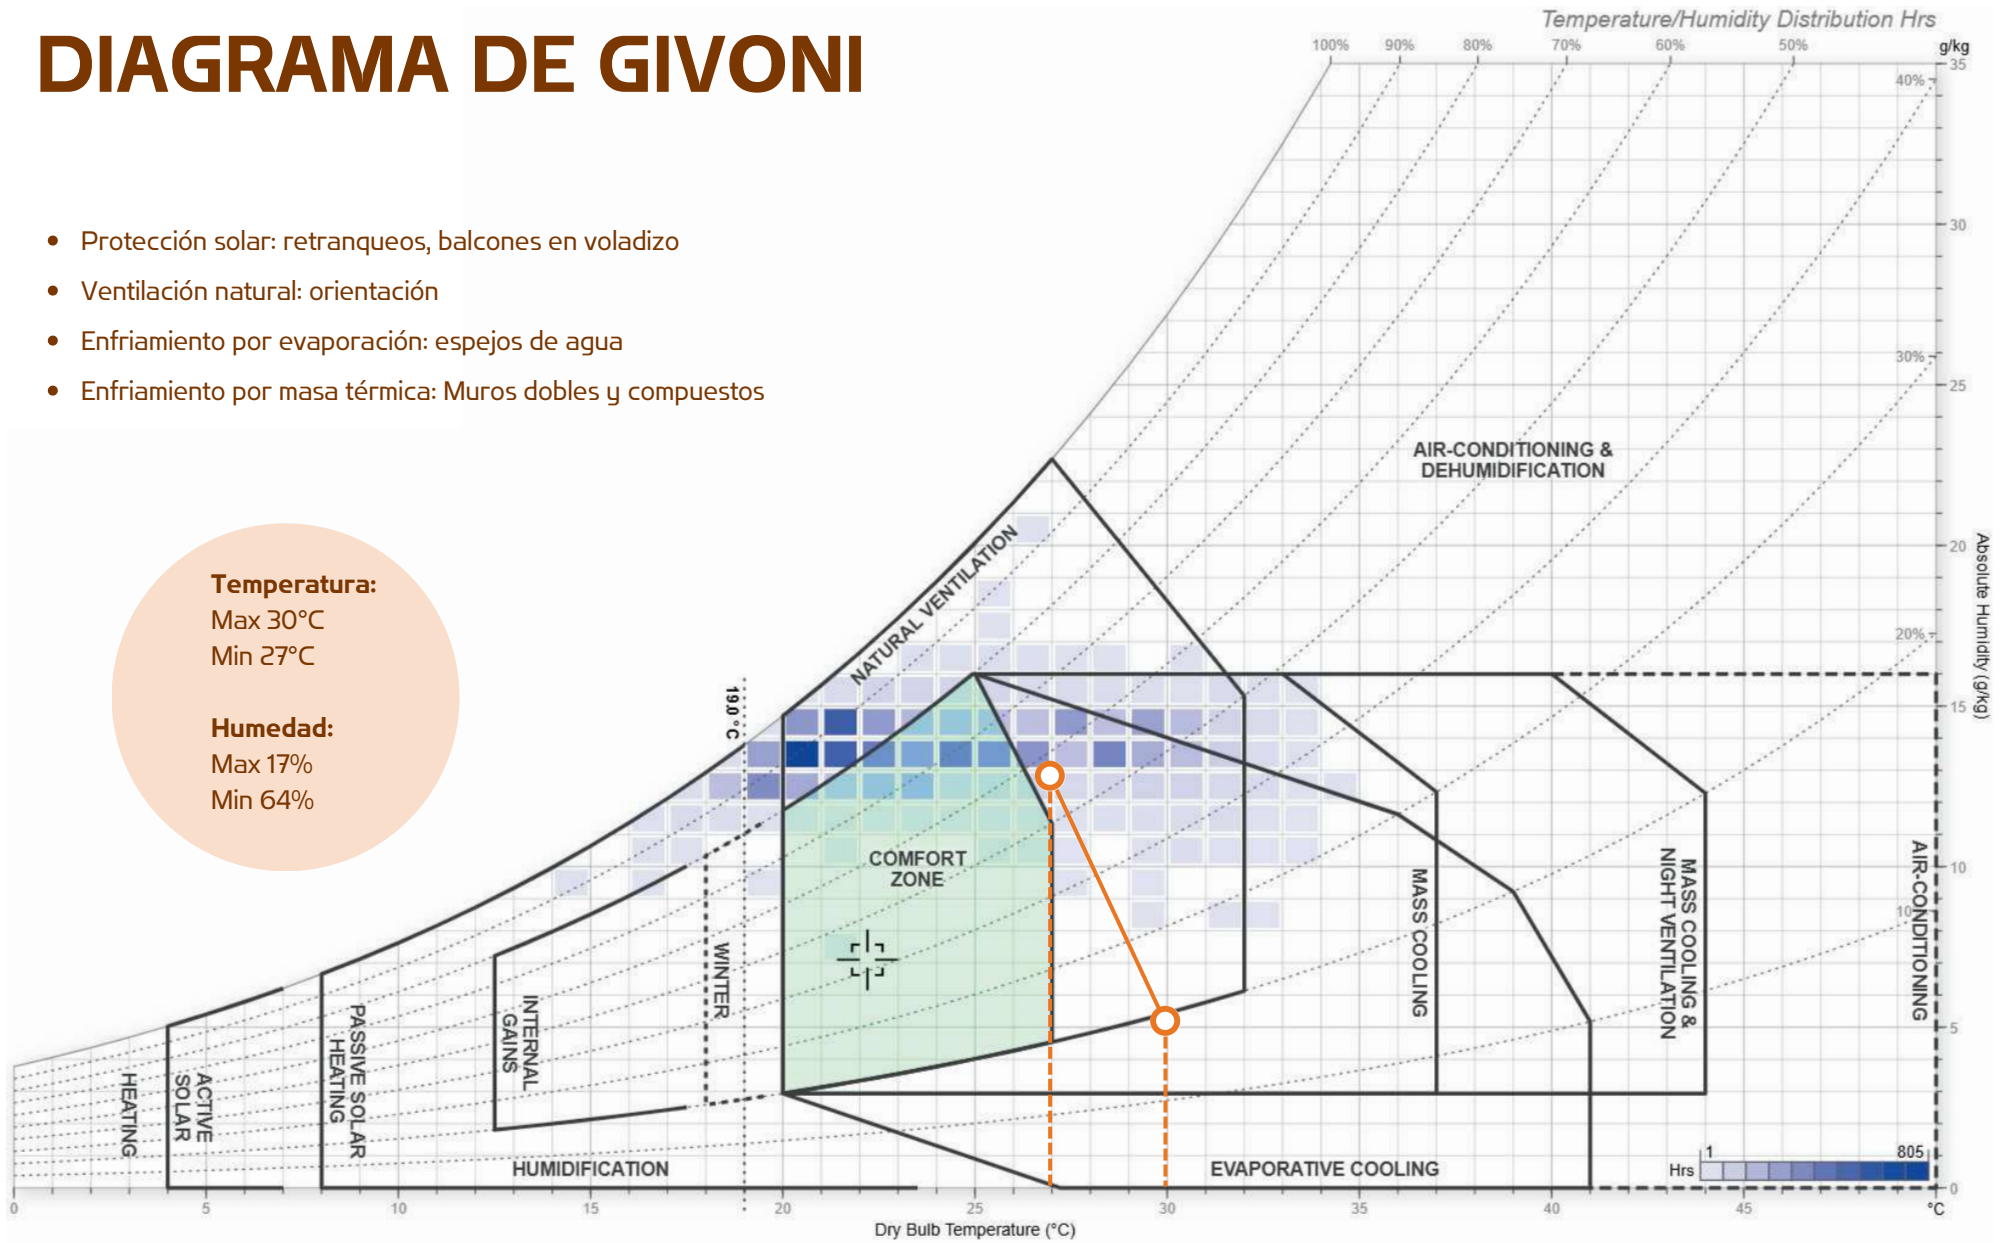 DIAGRAMA DE GIVONI
Temperature/Humidity Distribution Hrs
100% 90% 80% 70% 60% 50%
g/kg
35
40%
• Protección solar: retranqueos, balcones en voladizo
• Ventilación natural: orientación
• Enfriamiento por evaporación: espejos de agua
• Enfriamiento por masa térmica: Muros dobles y compuestos
30
30%
25
AIR-CONDITIONING &
DEHUMIDIFICATION
20
20%
Absolute Humidity (g/kg)
15
10
10
5
0
Temperatura:
Max 30°C
Min 27°C
Humedad:
Max 17%
Min 64%
NATURAL VENTILATION
19.0 °C
COMFORT
ZONE
WINTER
INTERNAL
GAINS
PASSIVE SOLAR
HEATING
ACTIVE
SOLAR
HEATING
MASS COOLING
MASS COOLING &
NIGHT VENTILATION
AIR-CONDITIONING
HUMIDIFICATION
EVAPORATIVE COOLING
1 805
Hrs
0 5 10 15 20 25 30 35 40 45 °C
Dry Bulb Temperature (°C)